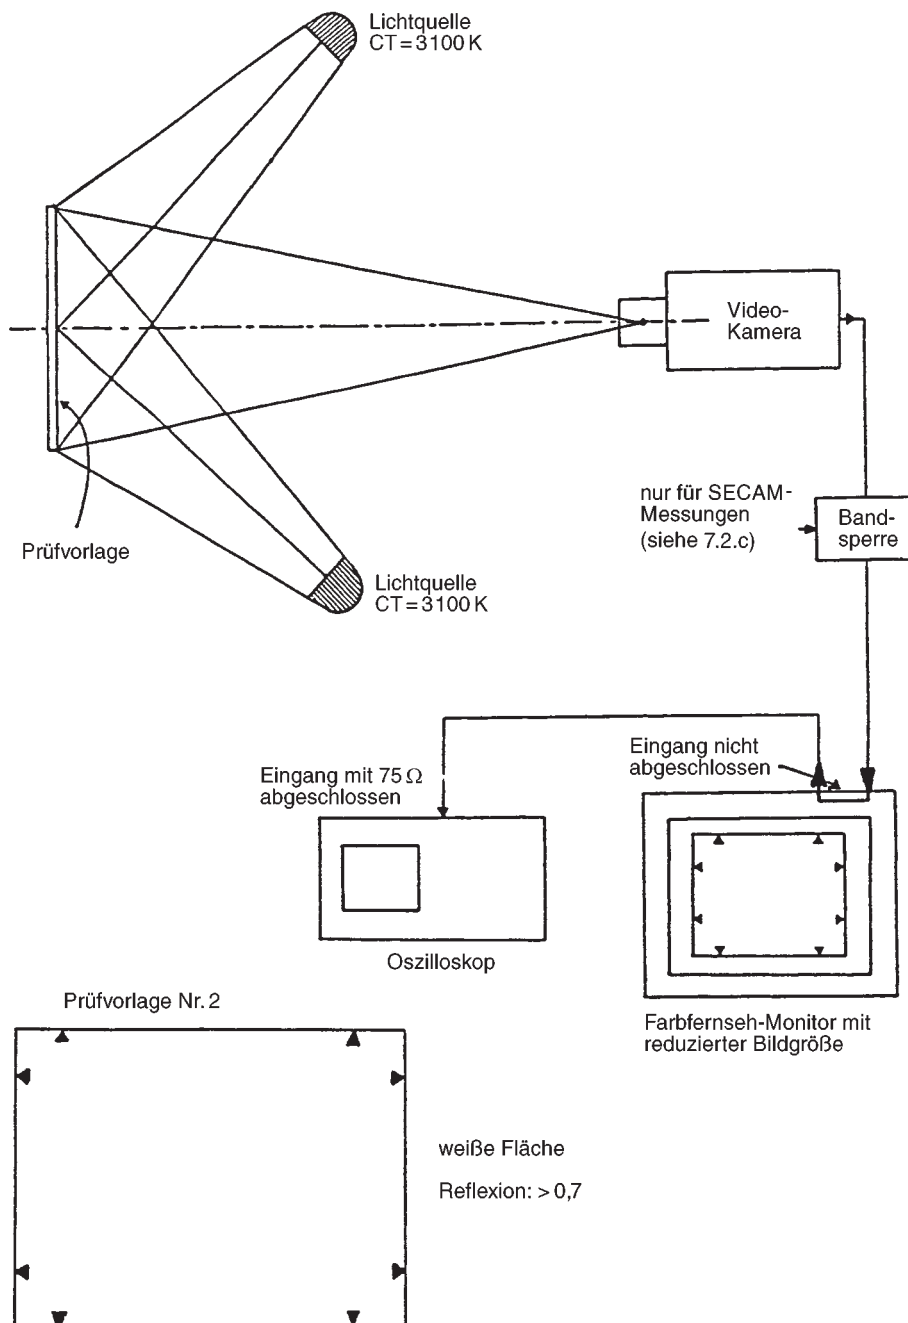 Lichtquelle
CT = 3100 K
Video-
Kamera
nur für SECAM-
Messungen
(siehe 7.2.c)
Band-
sperre
Prüfvorlage
Lichtquelle
CT = 3100 K
Eingang nicht
abgeschlossen
Eingang mit 75 Ω
abgeschlossen
Oszilloskop
Farbfernseh-Monitor mit
reduzierter Bildgröße
Prüfvorlage Nr. 2
weiße Fläche
Reflexion: > 0,7